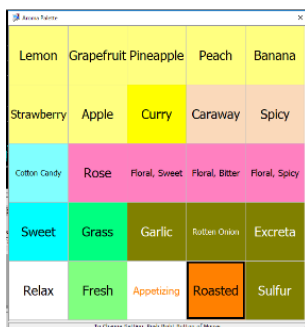 Access Palette
Lemon Grapefruit Pineapple Peach Banana
Strawberry Apple Curry Caraway Spicy
Cotton Candy Rose Floral, Sweet Floral, Bitter Floral, Spicy
Sweet Grass Garlic Rotten Onion Excreta
Relax Fresh Appetizing Roasted Sulfur